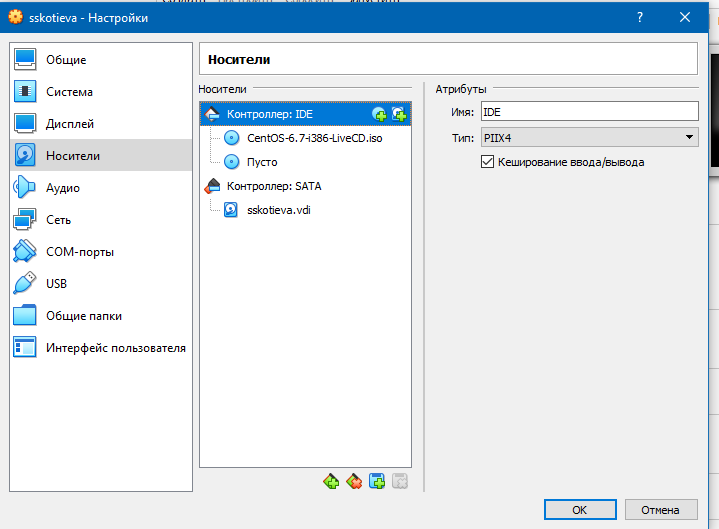 sskotieva - Настройки
?
Общие
Система
Дисплей
Носители
Аудио
Сеть
COM-порты
USB
Общие папки
Интерфейс пользователя
Носители
Носители
Контроллер: IDE
CentOS-6.7-i386-LiveCD.iso
Пусто
Контроллер: SATA
sskotieva.vdi
Атрибуты
Имя: IDE
Тип: PIIX4
Кеширование ввода/вывода
OK Отмена